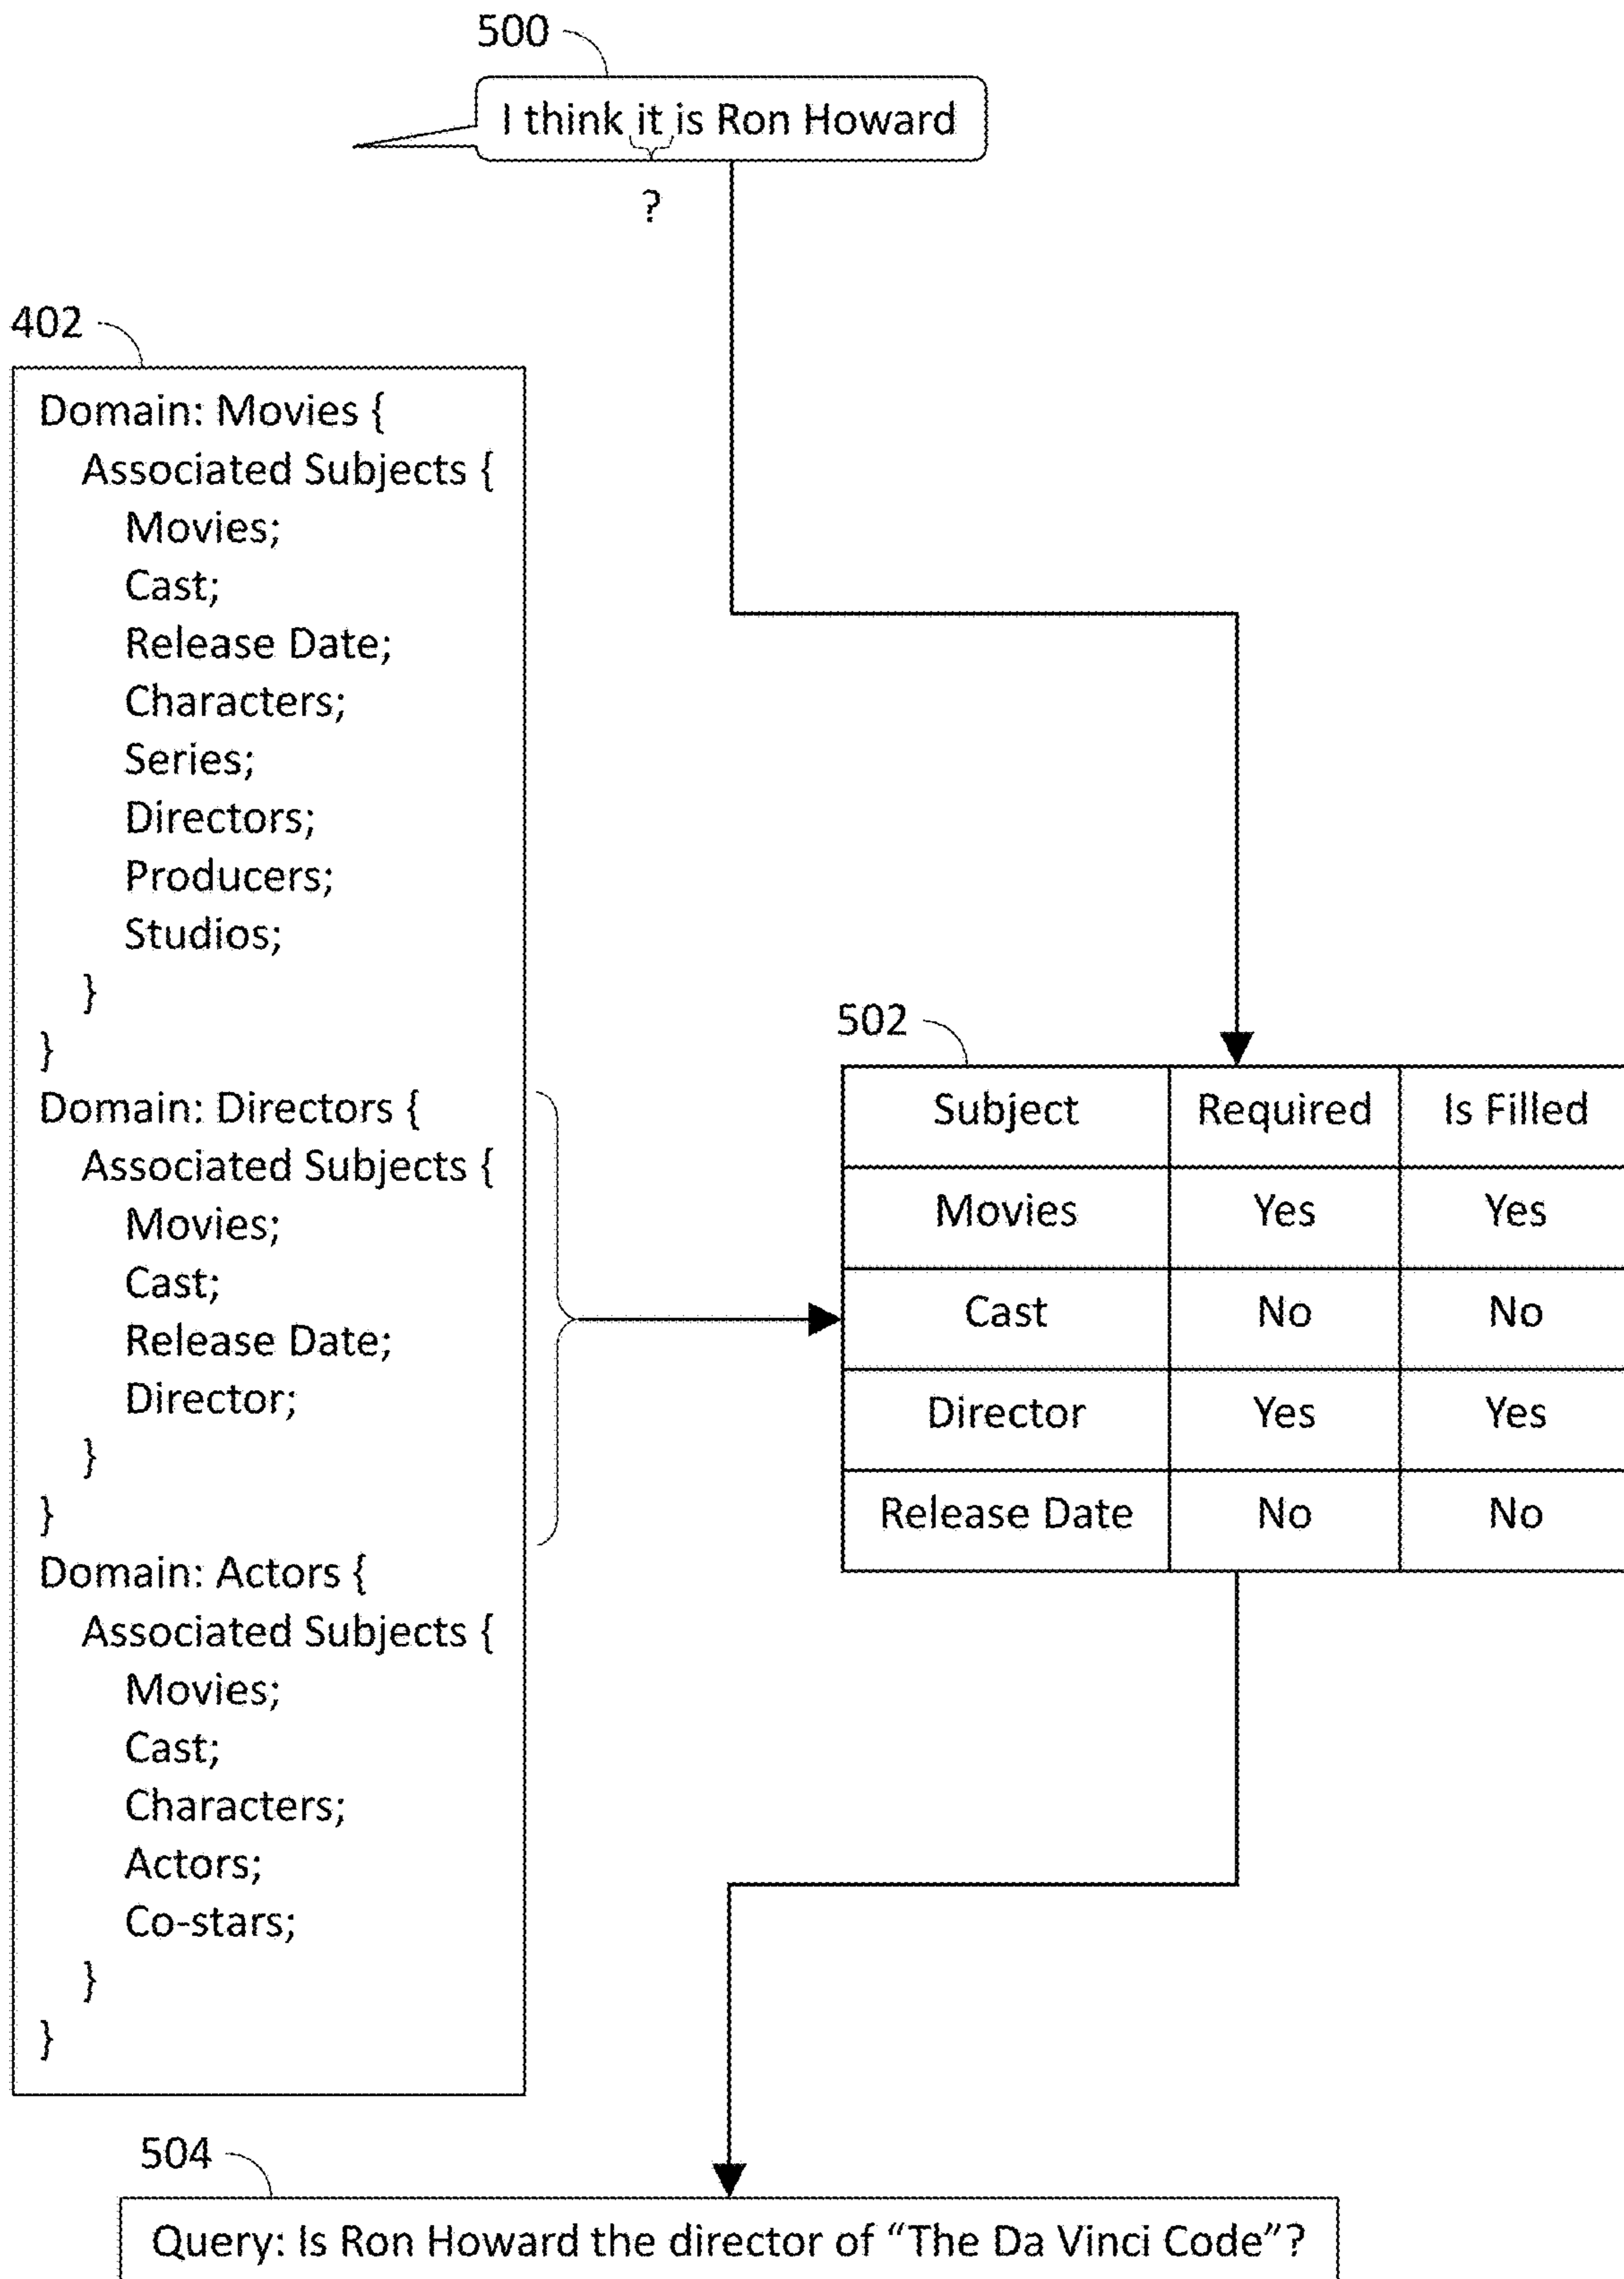 500
I think it is Ron Howard
?
402
Domain: Movies {
Associated Subjects {
Movies;
Cast;
Release Date;
Characters;
Series;
Directors;
Producers;
Studios;
}
}
Domain: Directors {
Associated Subjects {
Movies;
Cast;
Release Date;
Director;
}
}
Domain: Actors {
Associated Subjects {
Movies;
Cast;
Characters;
Actors;
Co-stars;
}
}
502
Subject Required Is Filled
Movies Yes Yes
Cast No No
Director Yes Yes
Release Date No No
504
Query: Is Ron Howard the director of “The Da Vinci Code”?